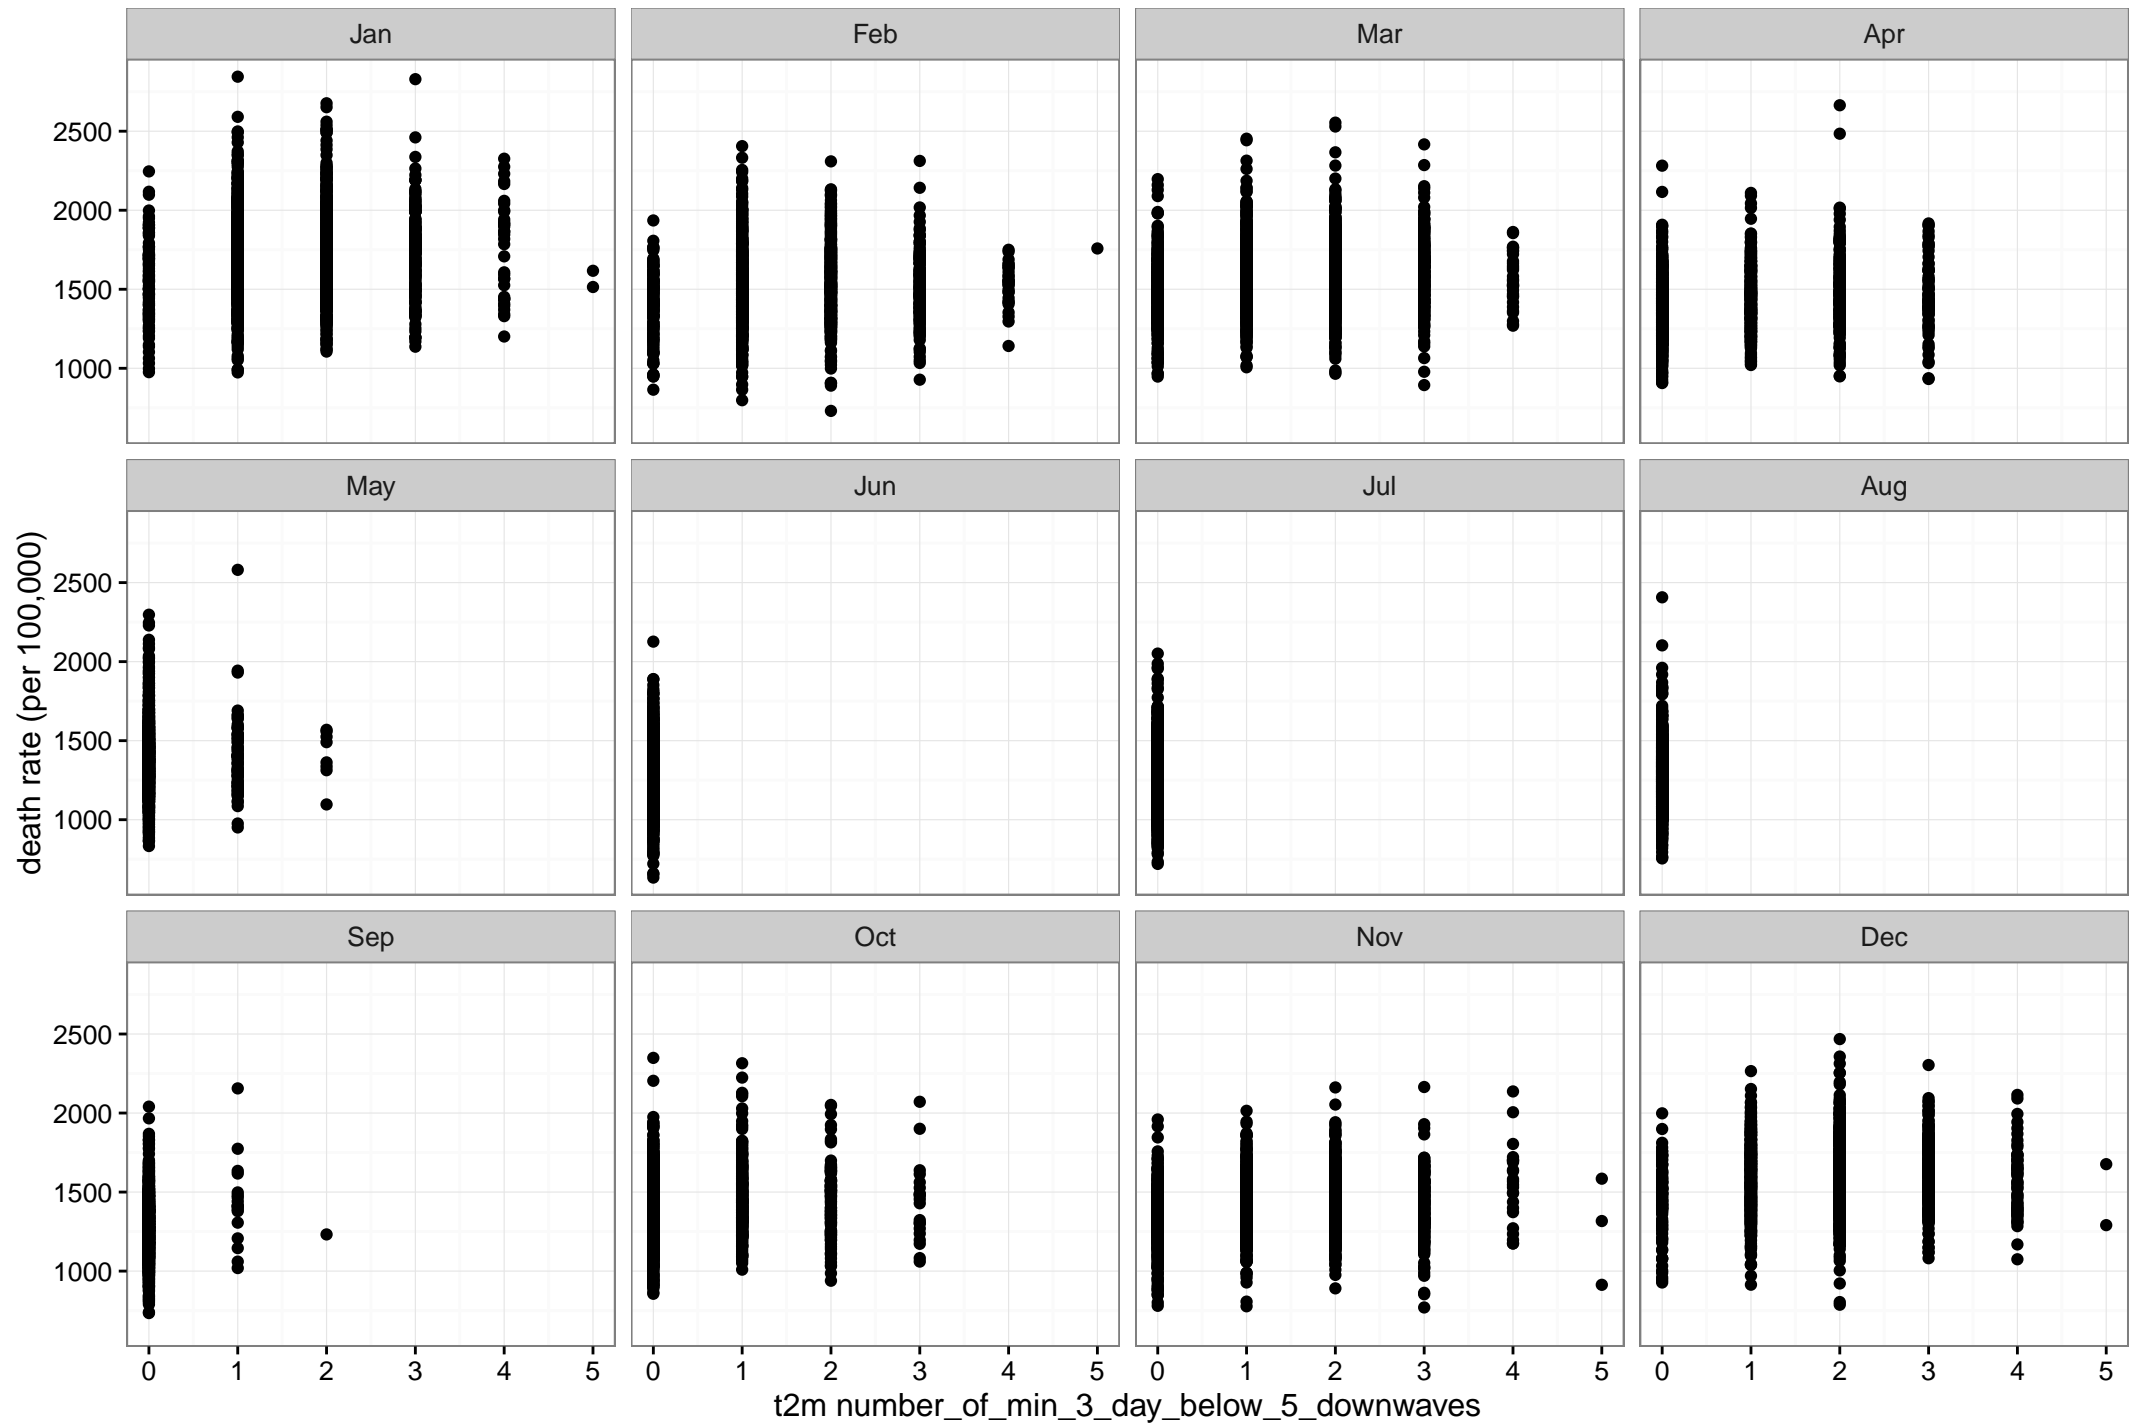 Jan Feb Mar Apr
2500
2000
1500
1000
May Jun Jul Aug
2500
2000
1500
1000
death rate (per 100,000)
Sep Oct Nov Dec
2500
2000
1500
1000
0 1 2 3 4 5 0 1 2 3 4 5 0 1 2 3 4 5 0 1 2 3 4 5
t2m number_of_min_3_day_below_5_downwaves